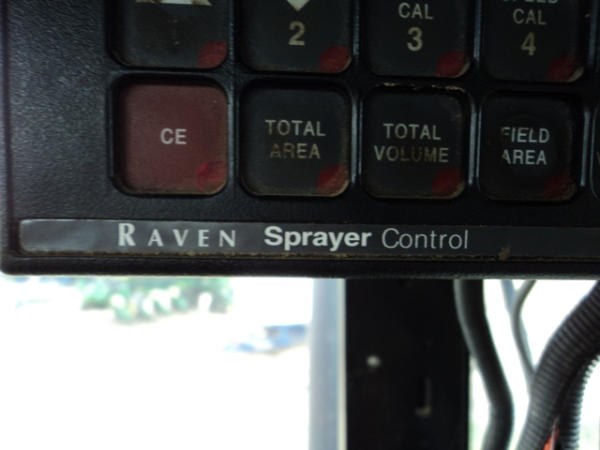 2
CAL
3
CAL
4
CE
TOTAL
AREA
TOTAL
VOLUME
FIELD
AREA
RAVEN Sprayer Control